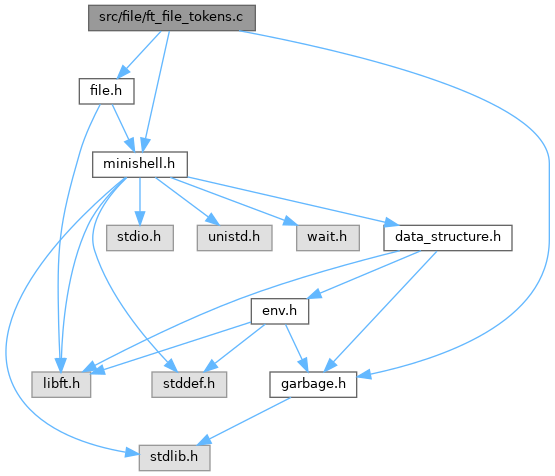 src/file/ft_file_tokens.c
file.h
minishell.h
stdio.h
unistd.h
wait.h
data_structure.h
env.h
libft.h
stddef.h
garbage.h
stdlib.h